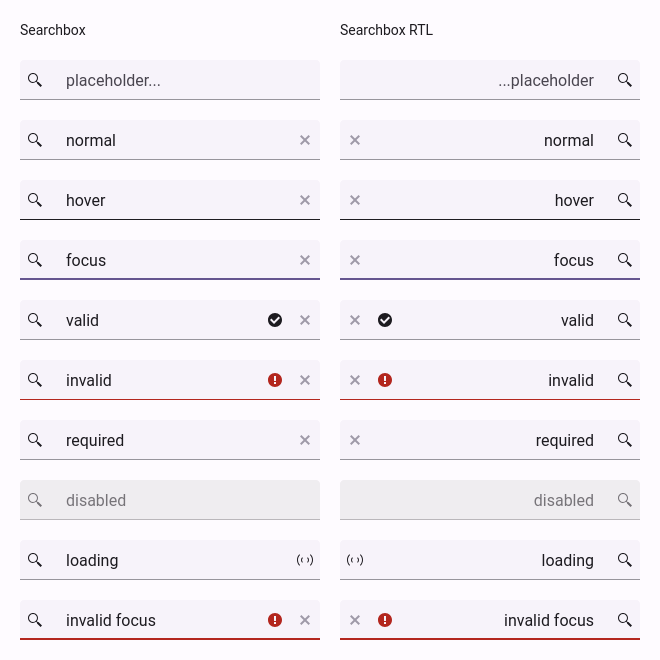 Searchbox
Searchbox RTL
placeholder...
...placeholder
normal
normal
hover
hover
focus
focus
valid
valid
invalid
invalid
required
required
disabled
disabled
loading
loading
invalid focus
invalid focus